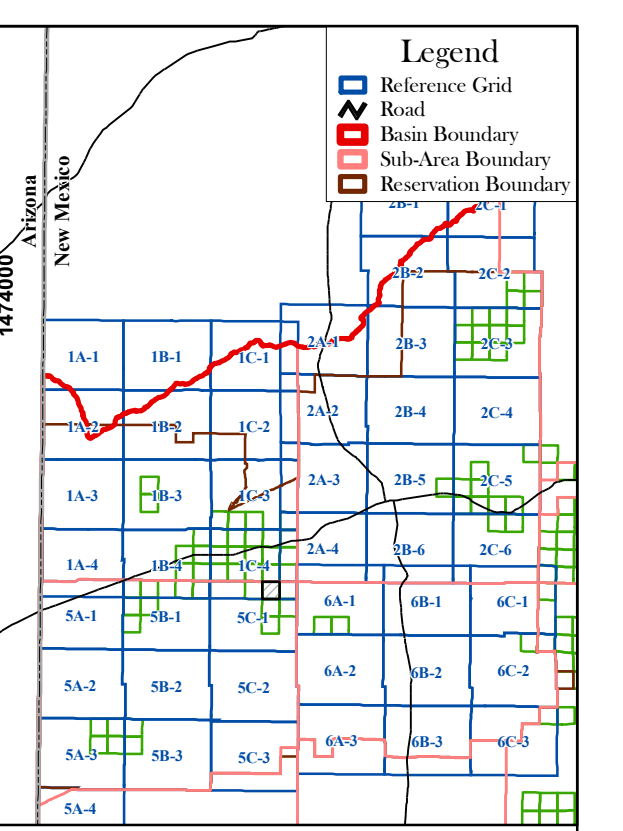 Legend
Reference Grid
Road
Basin Boundary
Sub-Area Boundary
Reservation Boundary
Arizona
New Mexico
1474000
2B-1
2C-1
2B-2
2C-2
2A-1
2B-3
2C-3
1A-1
1B-1
1C-1
2A-2
2B-4
2C-4
1A-2
1B-2
1C-2
2A-3
2B-5
2C-5
1A-3
1B-3
1C-3
2A-4
2B-6
2C-6
1A-4
1B-4
1C-4
6A-1
6B-1
6C-1
5A-1
5B-1
5C-1
6A-2
6B-2
6C-2
5A-2
5B-2
5C-2
6A-3
6B-3
6C-3
5A-3
5B-3
5C-3
5A-4